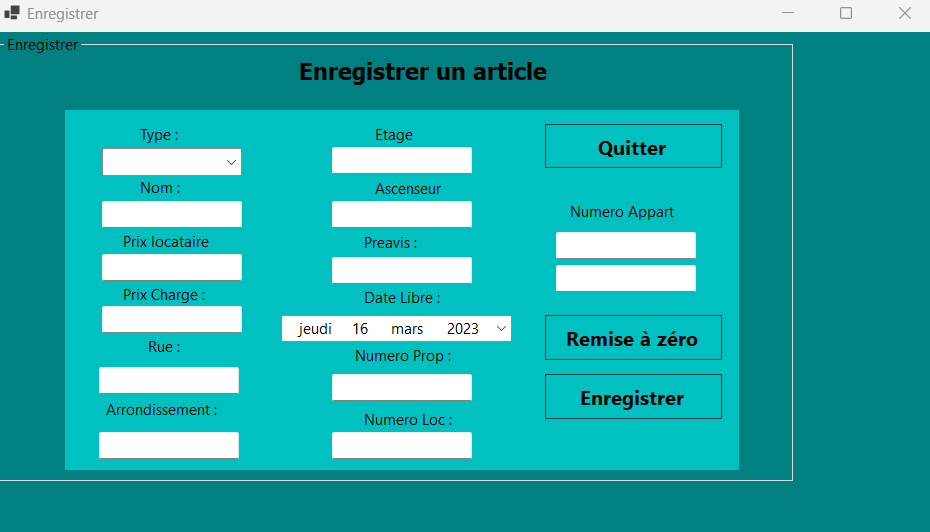 Enregistrer
Enregistrer
Enregistrer un article
Type :
Nom :
Prix locataire
Prix Charge :
Rue :
Arrondissement :
Etage
Ascenseur
Preavis :
Date Libre :
jeudi 16 mars 2023
Numero Prop :
Numero Loc :
Quitter
Numero Appart
Remise à zéro
Enregistrer